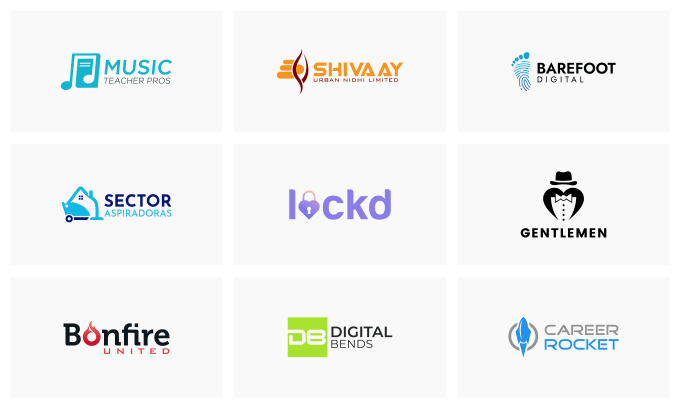 MUSIC
TEACHER PROS
SHIVAAY
URBAN NIDHI LIMITED
BAREFOOT
DIGITAL
SECTOR
ASPIRADORAS
lockd
GENTLEMEN
Bonfire
UNITED
DB
DIGITAL
BENDS
CAREER
ROCKET